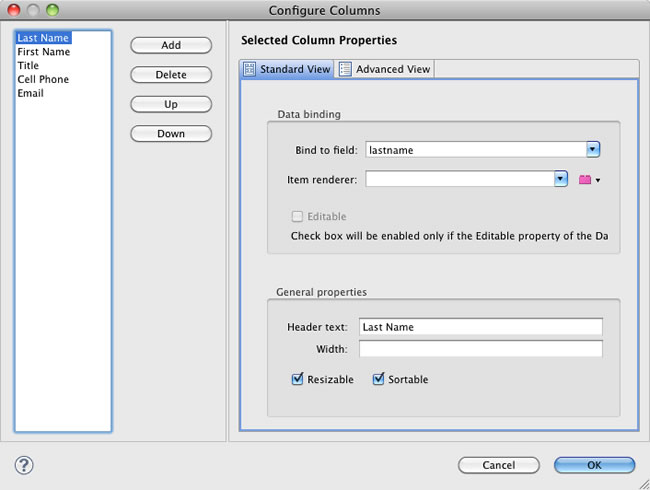 Configure Columns
Last Name
First Name
Title
Cell Phone
Email
Add
Delete
Up
Down
Selected Column Properties
Standard View
Advanced View
Data binding
Bind to field: lastname
Item renderer:
Editable
Check box will be enabled only if the Editable property of the Da
General properties
Header text: Last Name
Width:
Resizable Sortable
?
Cancel OK